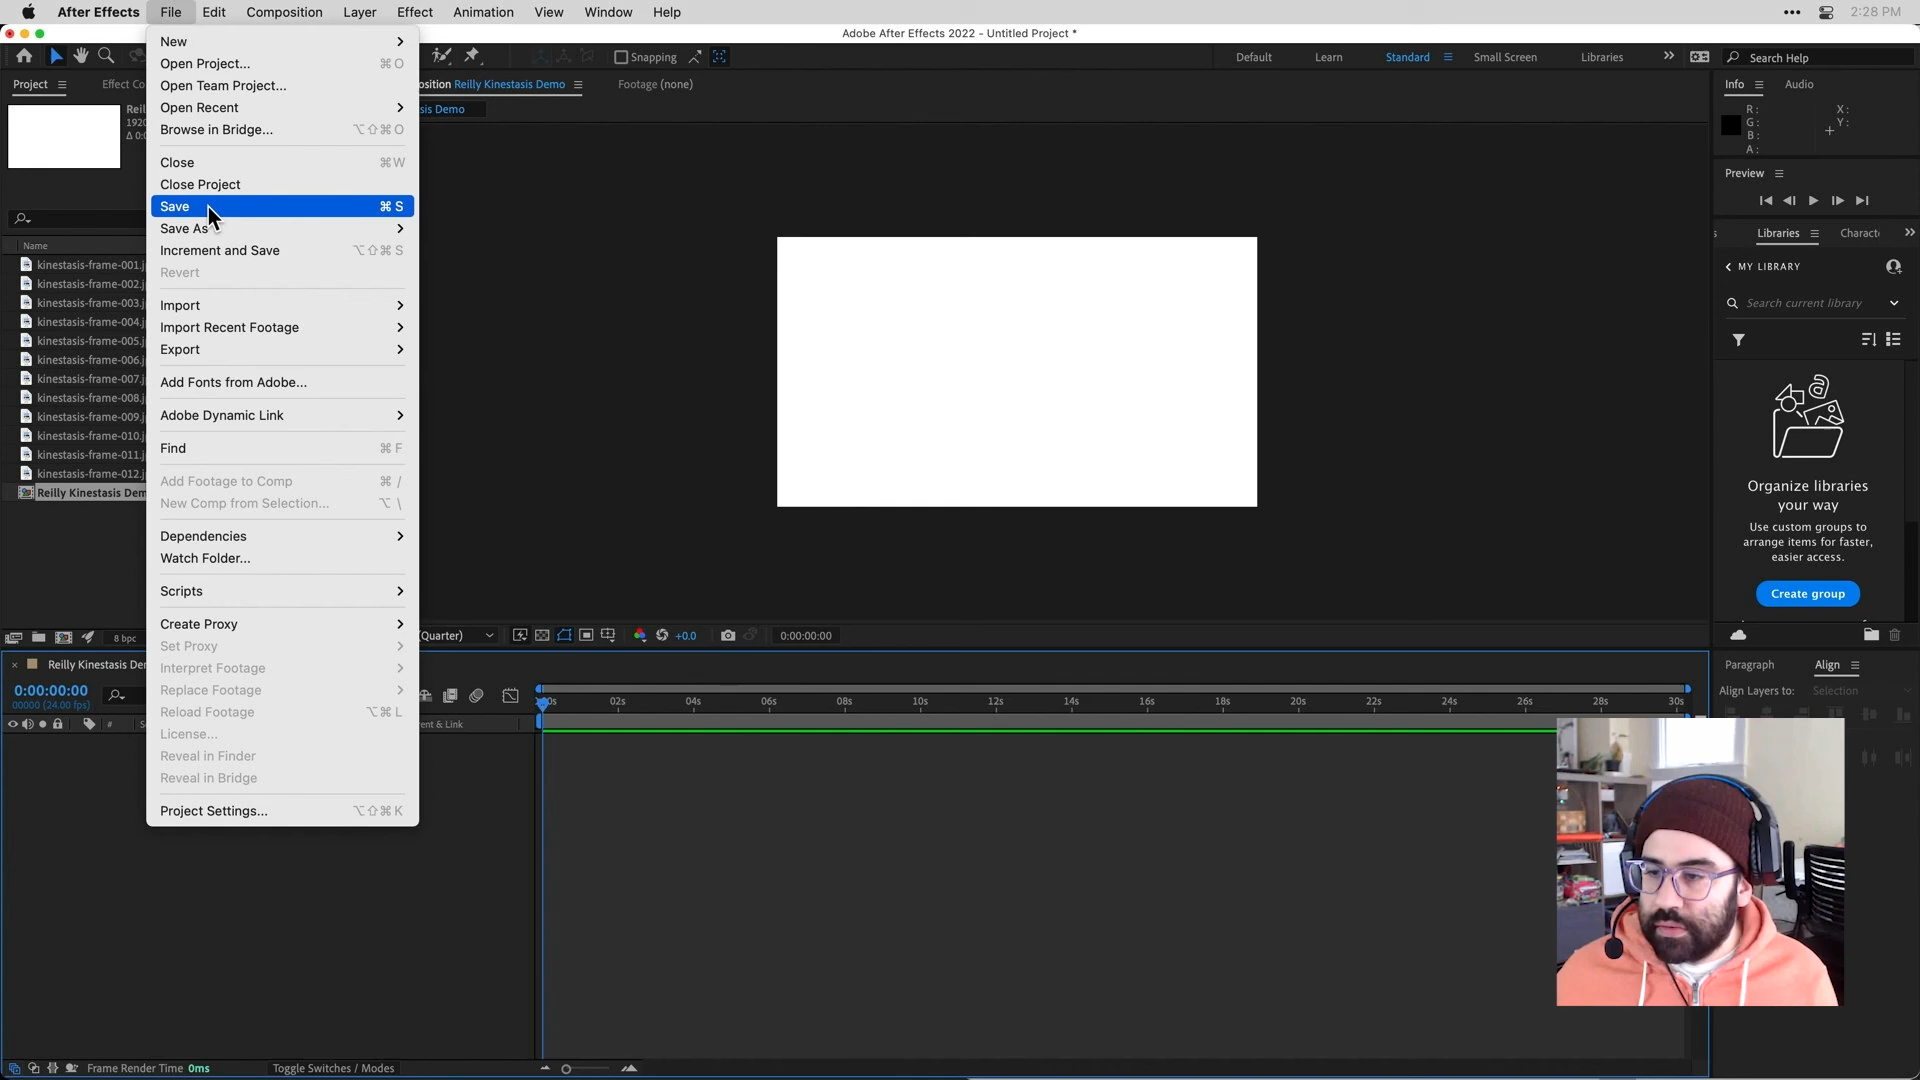 After Effects File Edit Composition Layer Effect Animation View Window Help 2:28 PM
Adobe After Effects 2022 - Untitled Project *
Snapping Default Learn Standard Small Screen Libraries Search Help
Project Effect Co
osition Reilly Kinestasis Demo Footage (none)
sis Demo
Reil
1920
Δ 0:0
Name
kinestasis-frame-001.j
kinestasis-frame-002.j
kinestasis-frame-003.j
kinestasis-frame-004.j
kinestasis-frame-005.j
kinestasis-frame-006.j
kinestasis-frame-007.j
kinestasis-frame-008.j
kinestasis-frame-009.j
kinestasis-frame-010.j
kinestasis-frame-011.j
kinestasis-frame-012.j
Reilly Kinestasis Dem
8 bpc
New
Open Project... ⌘ O
Open Team Project...
Open Recent
Browse in Bridge... ⌥⇧⌘ O
Close ⌘ W
Close Project
Save ⌘ S
Save As
Increment and Save ⌥⇧⌘ S
Revert
Import
Import Recent Footage
Export
Add Fonts from Adobe...
Adobe Dynamic Link
Find ⌘ F
Add Footage to Comp ⌘ /
New Comp from Selection... ⌥ \
Dependencies
Watch Folder...
Scripts
Create Proxy
Set Proxy
Interpret Footage
Replace Footage
Reload Footage ⌥⌘ L
License...
Reveal in Finder
Reveal in Bridge
Project Settings... ⌥⇧⌘ K
(Quarter) +0.0 0:00:00:00
Info Audio
R:
G:
B:
A:
X:
Y:
Preview
s Libraries Charact
MY LIBRARY
Search current library
Organize libraries
your way
Use custom groups to
arrange items for faster,
easier access.
Create group
Paragraph Align
Align Layers to: Selection
Reilly Kinestasis Der
0:00:00:00
00000 (24.00 fps)
# S
rent & Link
02s 04s 06s 08s 10s 12s 14s 16s 18s 20s 22s 24s 26s 28s 30s
Frame Render Time 0ms Toggle Switches / Modes